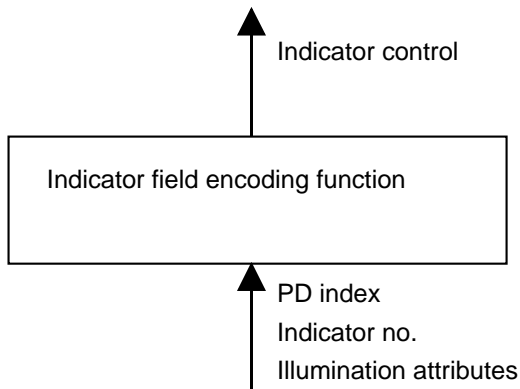 Indicator control
Indicator field encoding function
PD index
Indicator no.
Illumination attributes